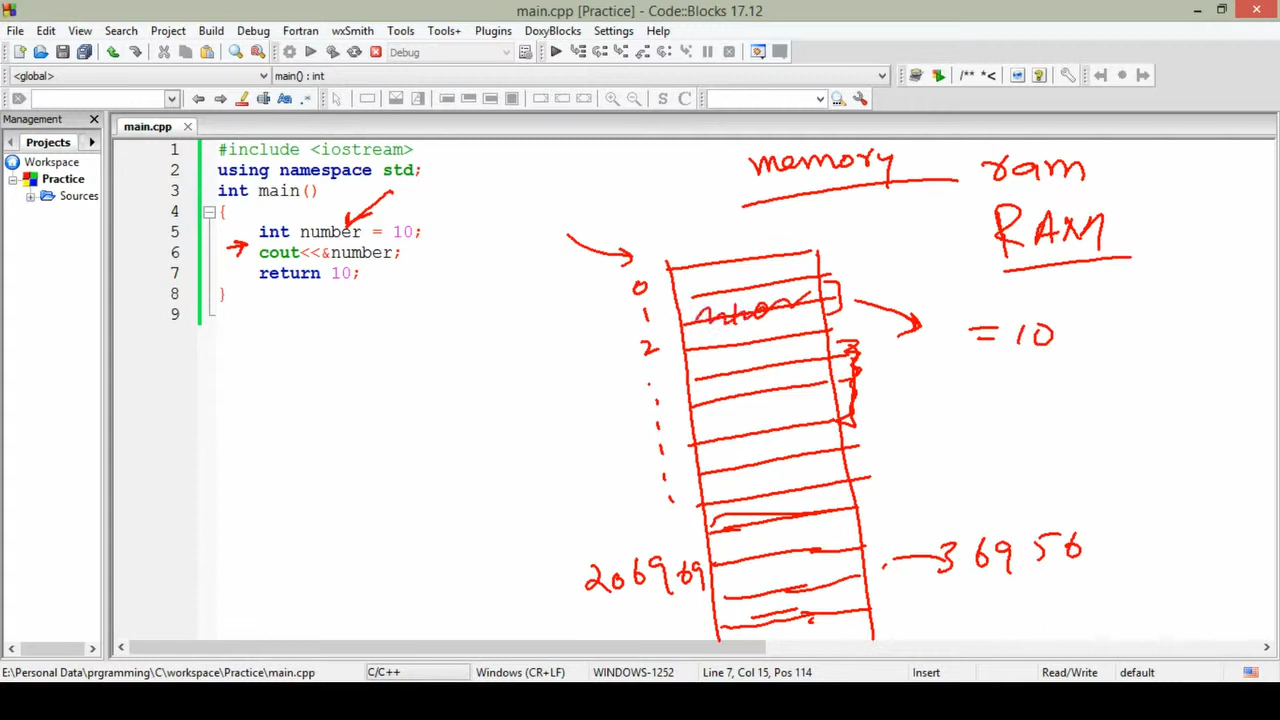 main.cpp [Practice] - Code::Blocks 17.12
File Edit View Search Project Build Debug Fortran wxSmith Tools Tools+ Plugins DoxyBlocks Settings Help
Debug
<global> main() : int /** *<
Aa .* S C
Management
Projects main.cpp
Workspace
Practice
Sources
1 #include <iostream>
2 using namespace std;
3 int main()
4 {
5 int number = 10;
6 cout<<&number;
7 return 10;
8 }
9
memory ram
RAM
0
1
2
= 10
206969
36956
E:\Personal Data\prgramming\C\workspace\Practice\main.cpp C/C++ Windows (CR+LF) WINDOWS-1252 Line 7, Col 15, Pos 114 Insert Read/Write default